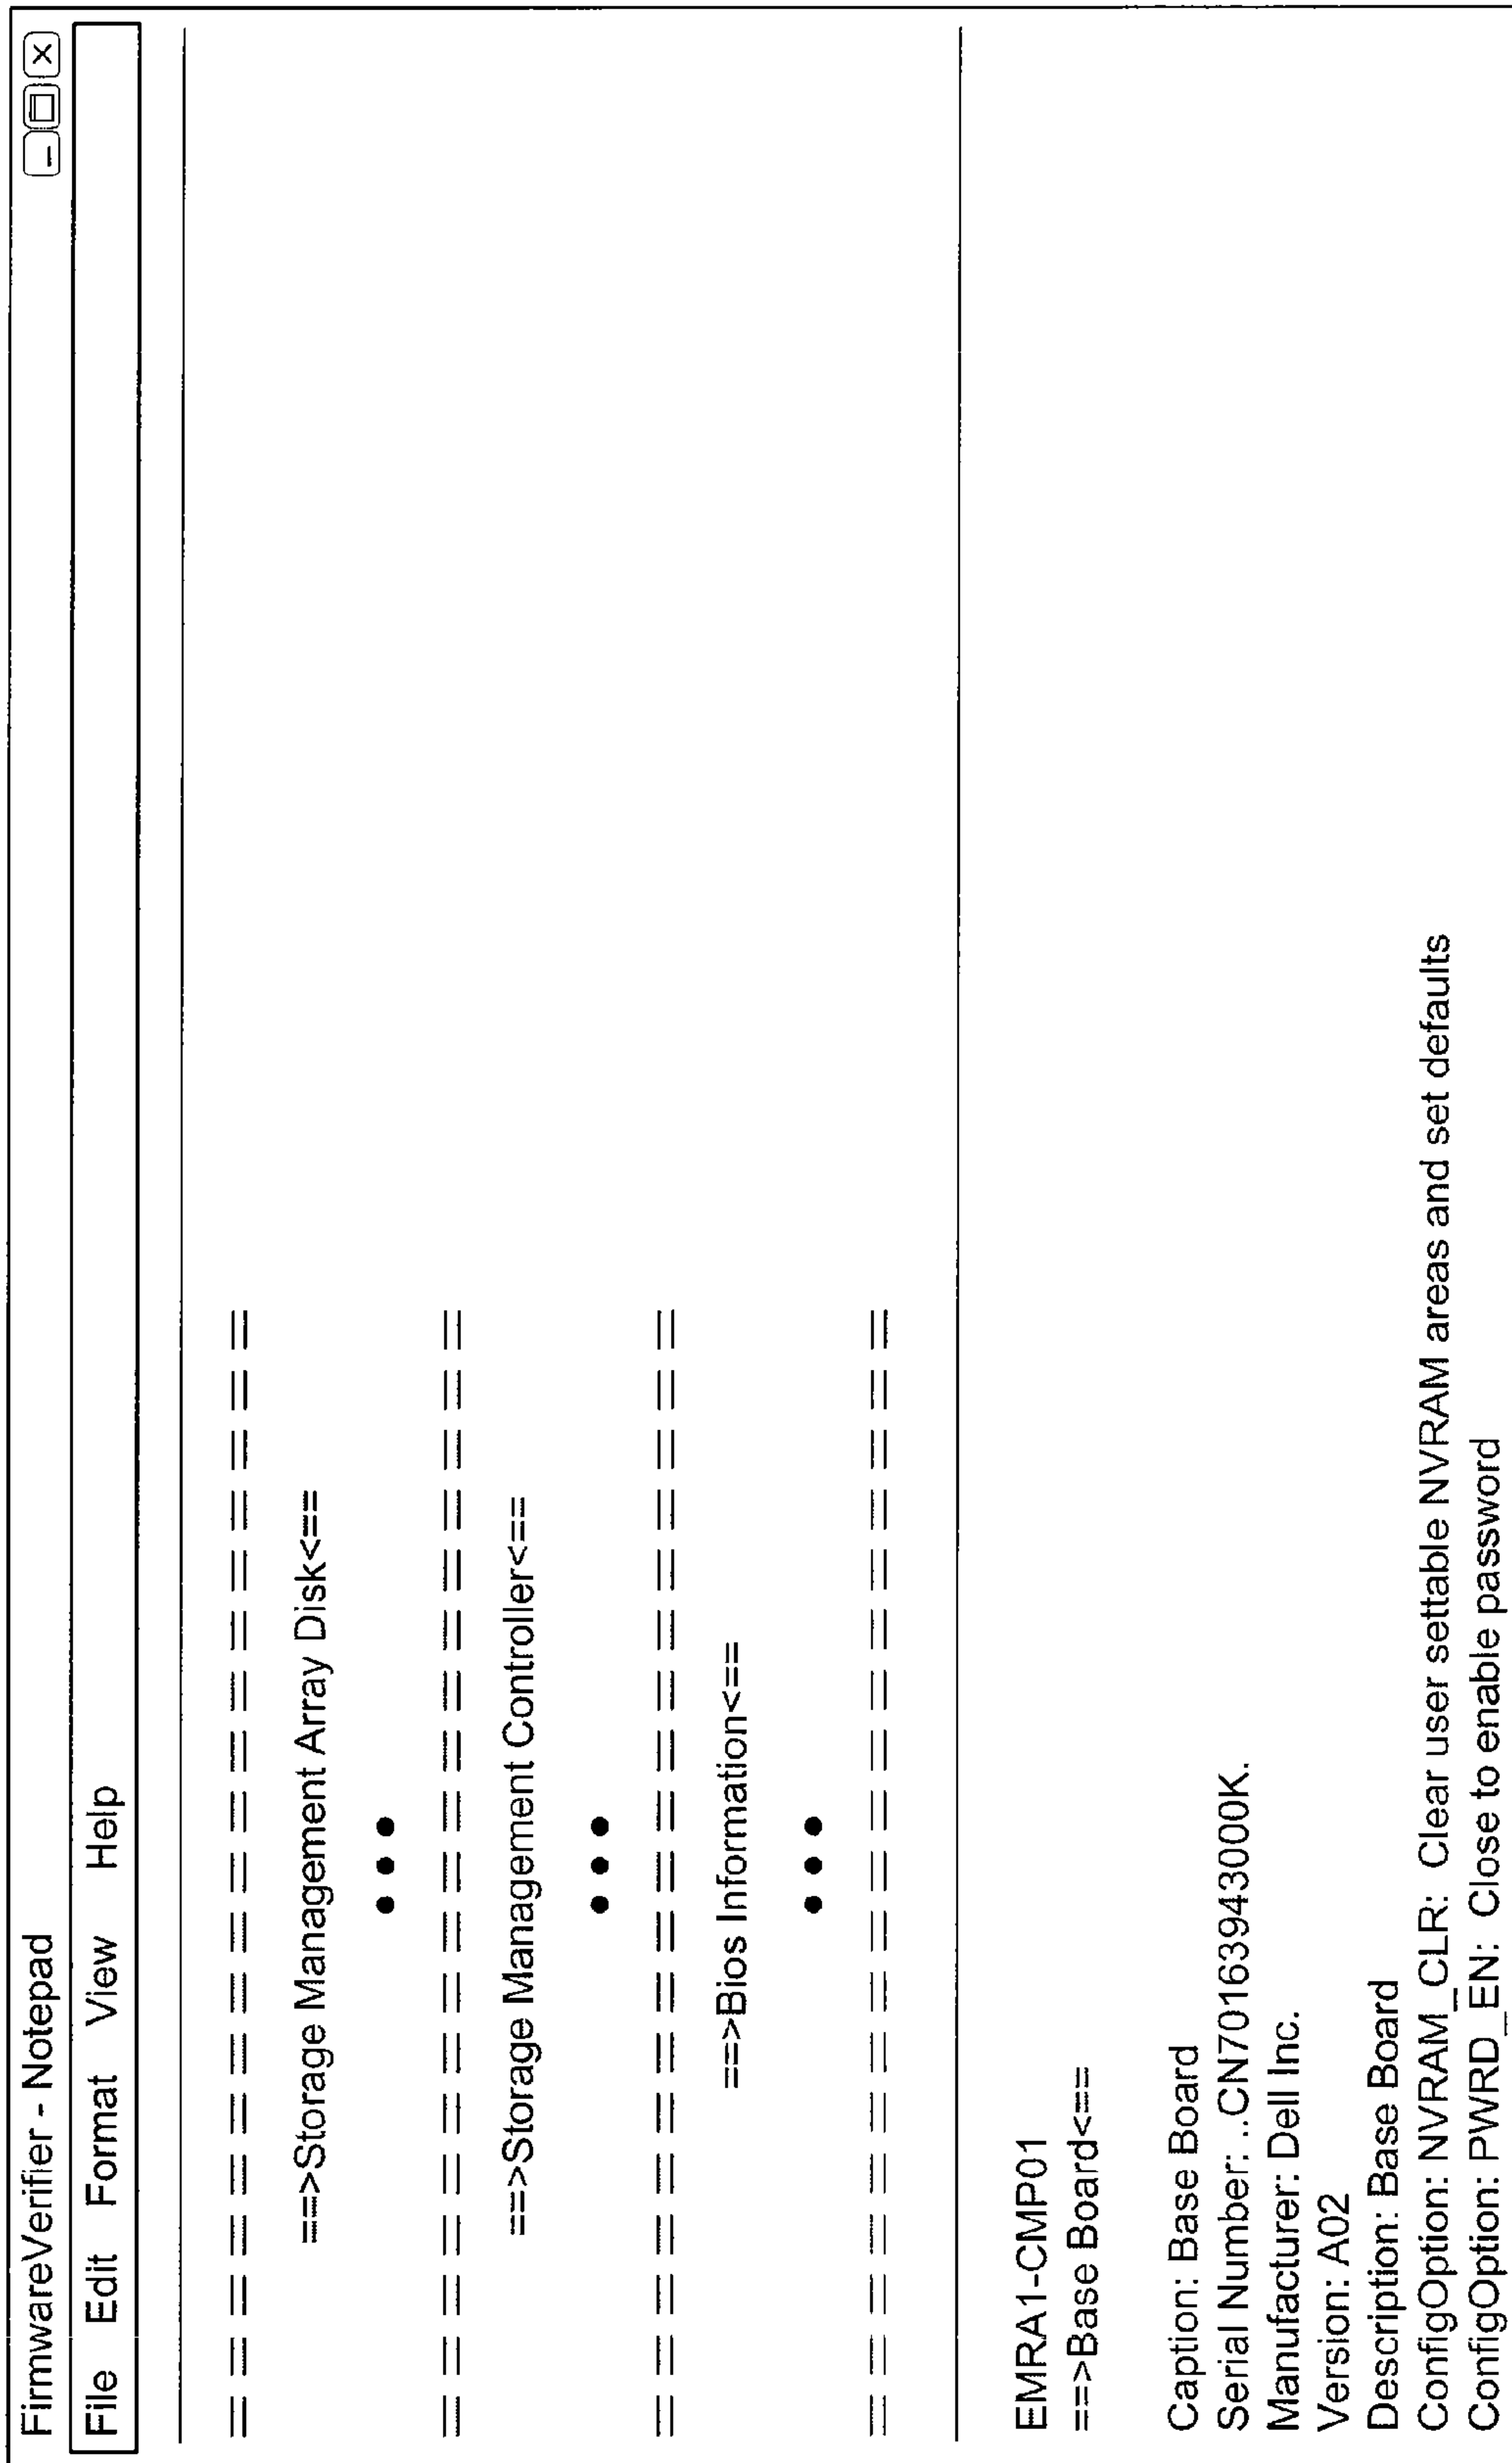 FirmwareVerifier - Notepad
File Edit Format View Help
= = = = = = = = = = = = = = = = = = =
==>Storage Management Array Disk<==
• • •
= = = = = = = = = = = = = = = = = = =
==>Storage Management Controller<==
• • •
= = = = = = = = = = = = = = = = = = =
==>Bios Information<==
• • •
= = = = = = = = = = = = = = = = = = =
EMRA1-CMP01
==>Base Board<==
Caption: Base Board
Serial Number: ..CN70163943000K.
Manufacturer: Dell Inc.
Version: A02
Description: Base Board
ConfigOption: NVRAM_CLR: Clear user settable NVRAM areas and set defaults
ConfigOption: PWRD_EN: Close to enable password